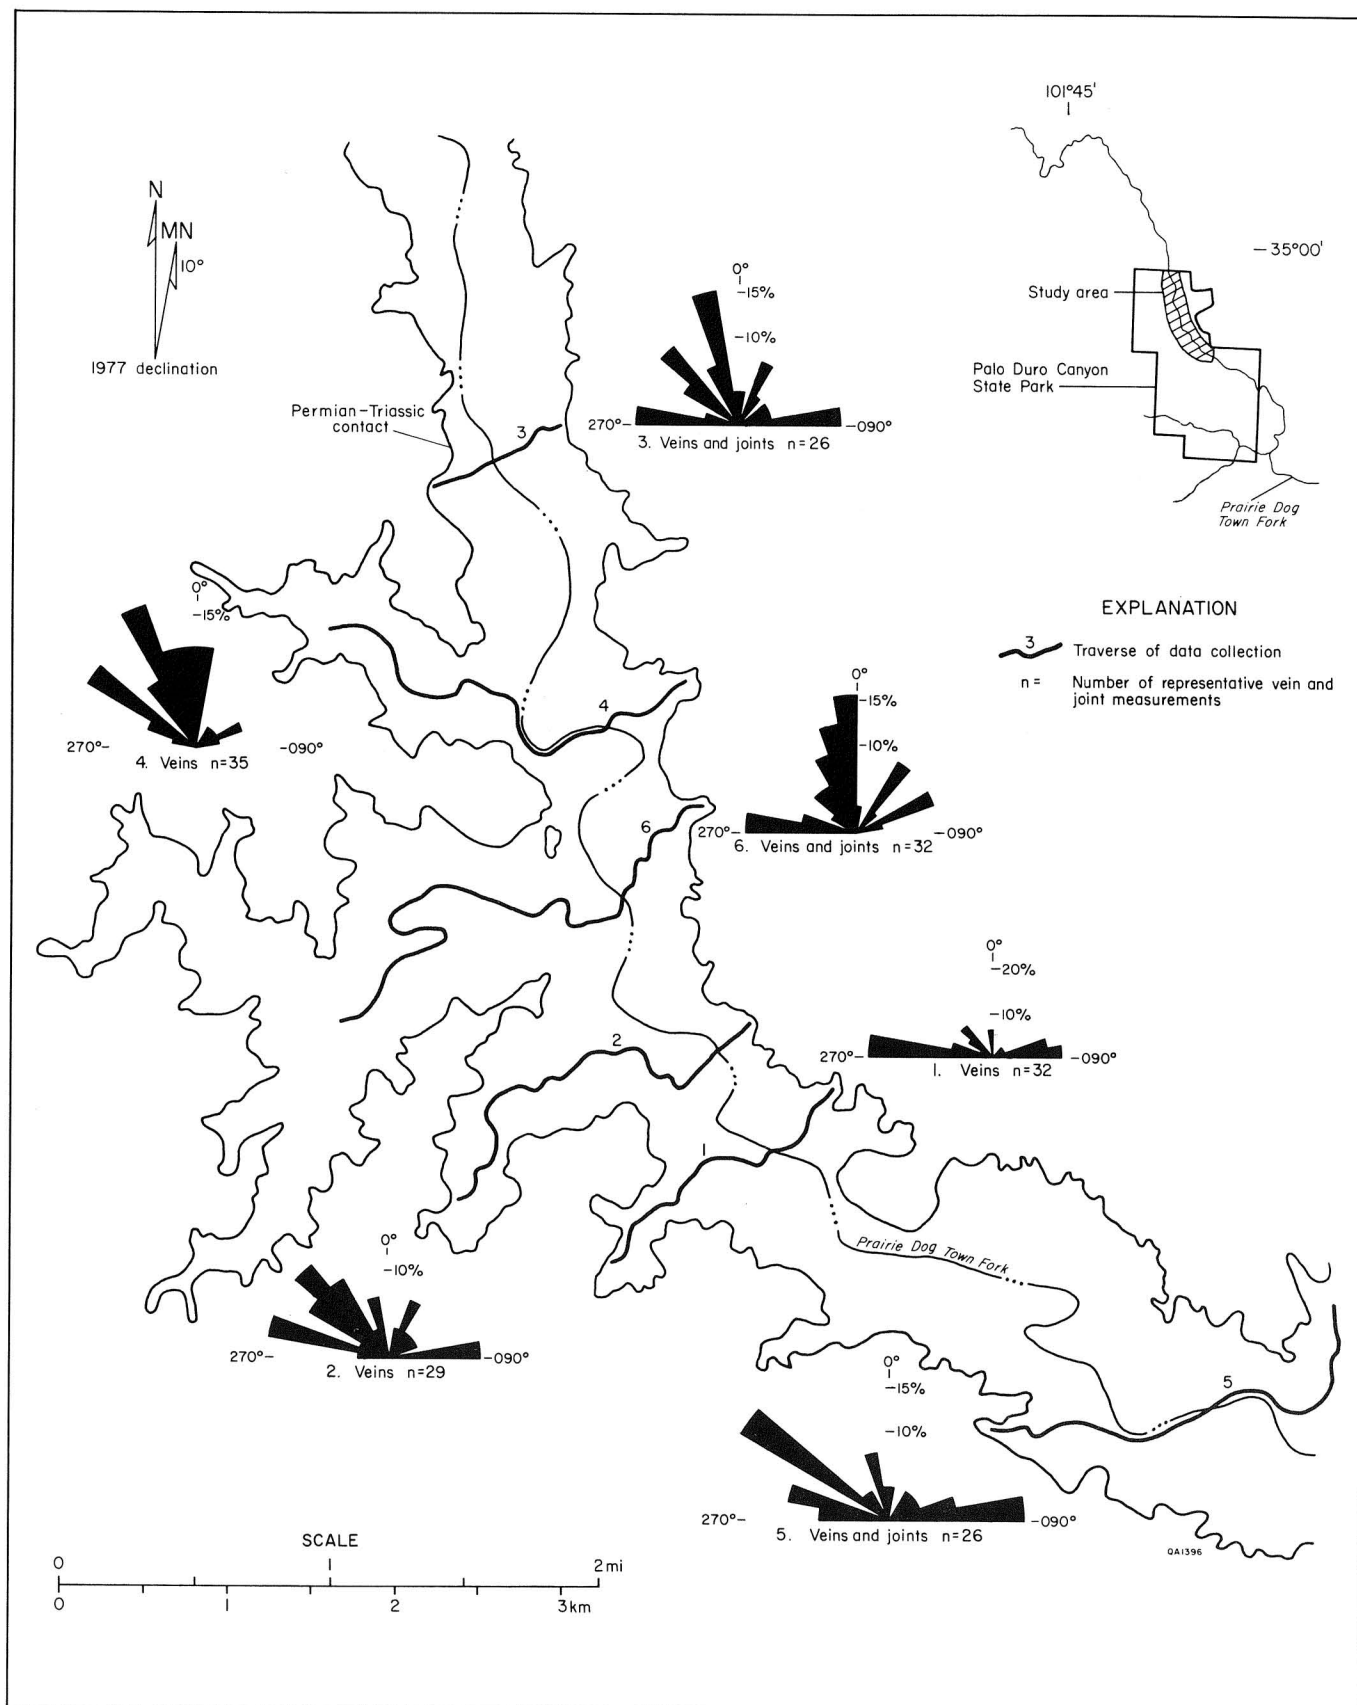 101°45'
N
MN
10°
1977 declination
-35°00'
Study area
Palo Duro Canyon
State Park
Prairie Dog
Town Fork
0°
-15%
-10%
270°-
-090°
3. Veins and joints n=26
Permian-Triassic
contact
3
EXPLANATION
3
Traverse of data collection
n= Number of representative vein and
joint measurements
0°
-15%
270°-
-090°
4. Veins n=35
4
0°
-15%
-10%
270°-
-090°
6. Veins and joints n=32
6
0°
-20%
-10%
270°-
-090°
1. Veins n=32
2
1
Prairie Dog Town Fork
0°
-10%
270°-
-090°
2. Veins n=29
5
0°
-15%
-10%
270°-
-090°
5. Veins and joints n=26
QA1396
SCALE
0 1 2mi
0 1 2 3km